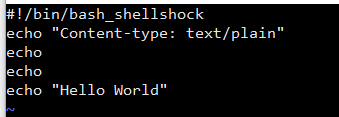 #!/bin/bash_shellshock
echo "Content-type: text/plain"
echo
echo
echo "Hello World"
~